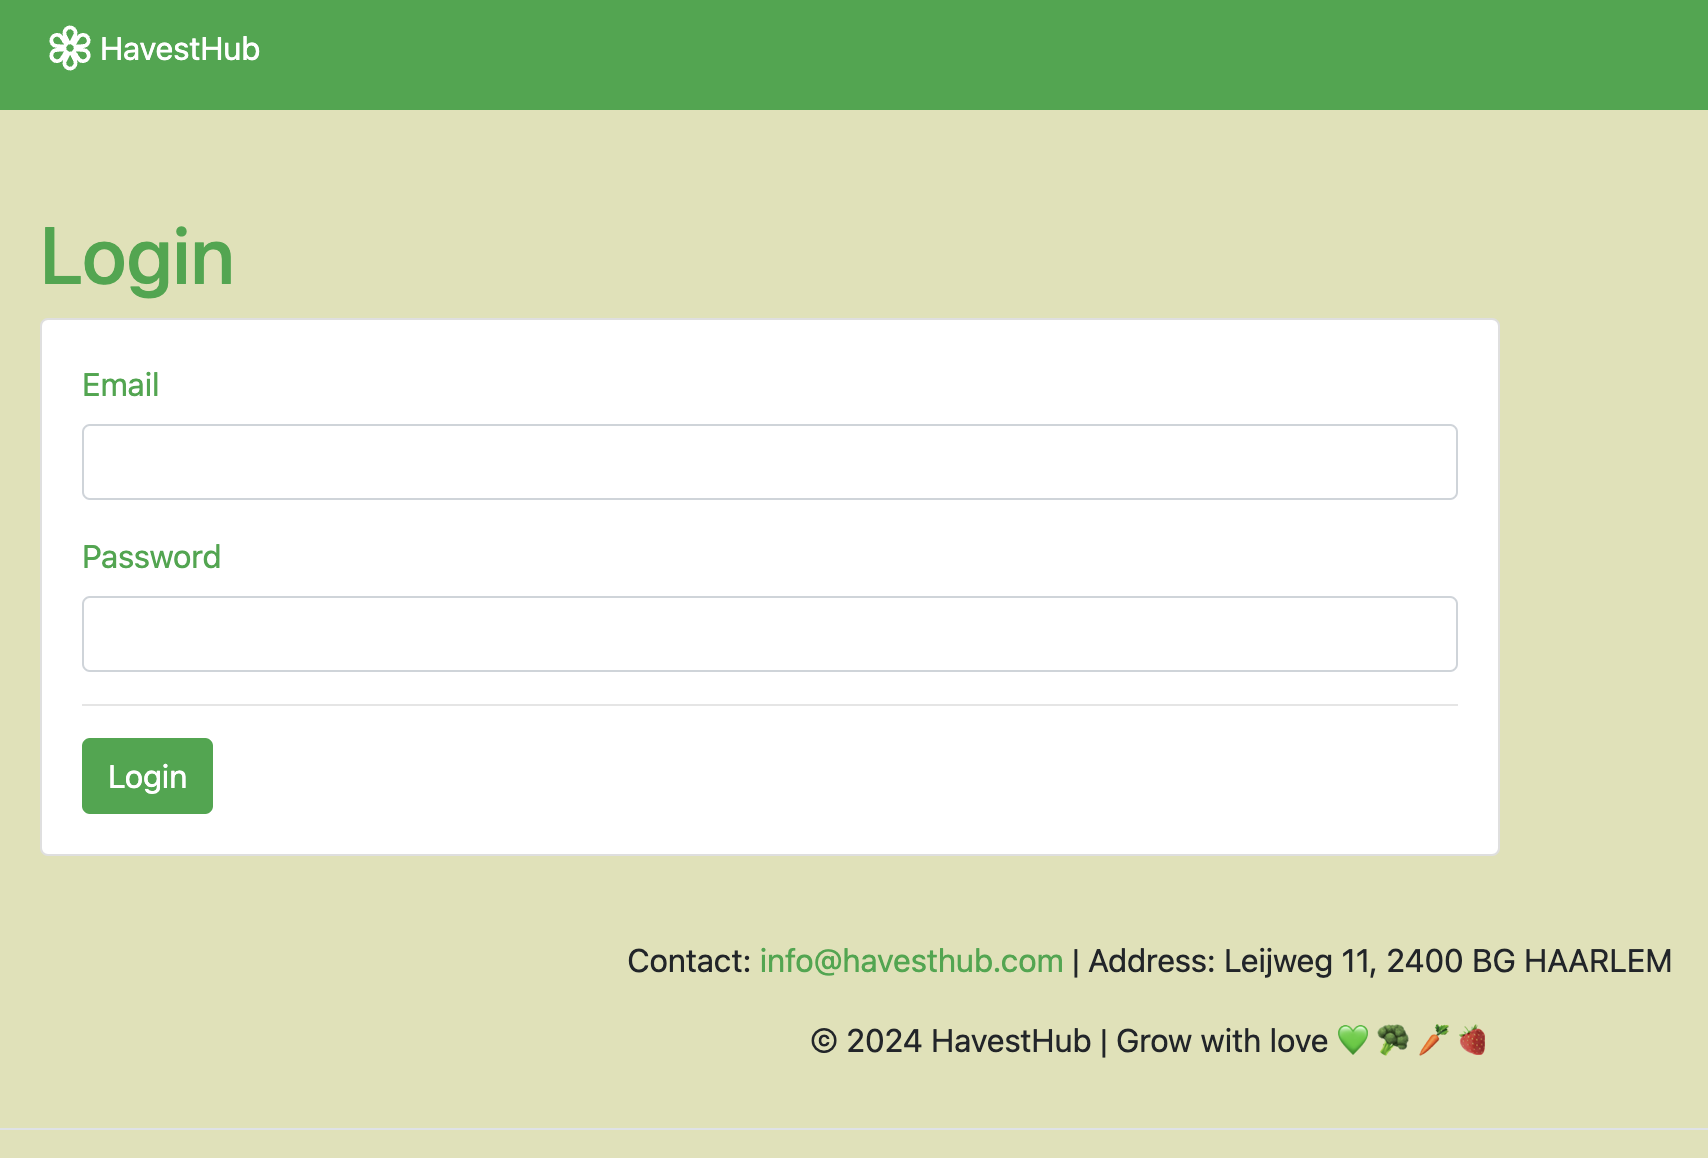 HavestHub
Login
Email
Password
Login
Contact: info@havesthub.com | Address: Leijweg 11, 2400 BG HAARLEM
© 2024 HavestHub | Grow with love 💚🥦🥕🍓